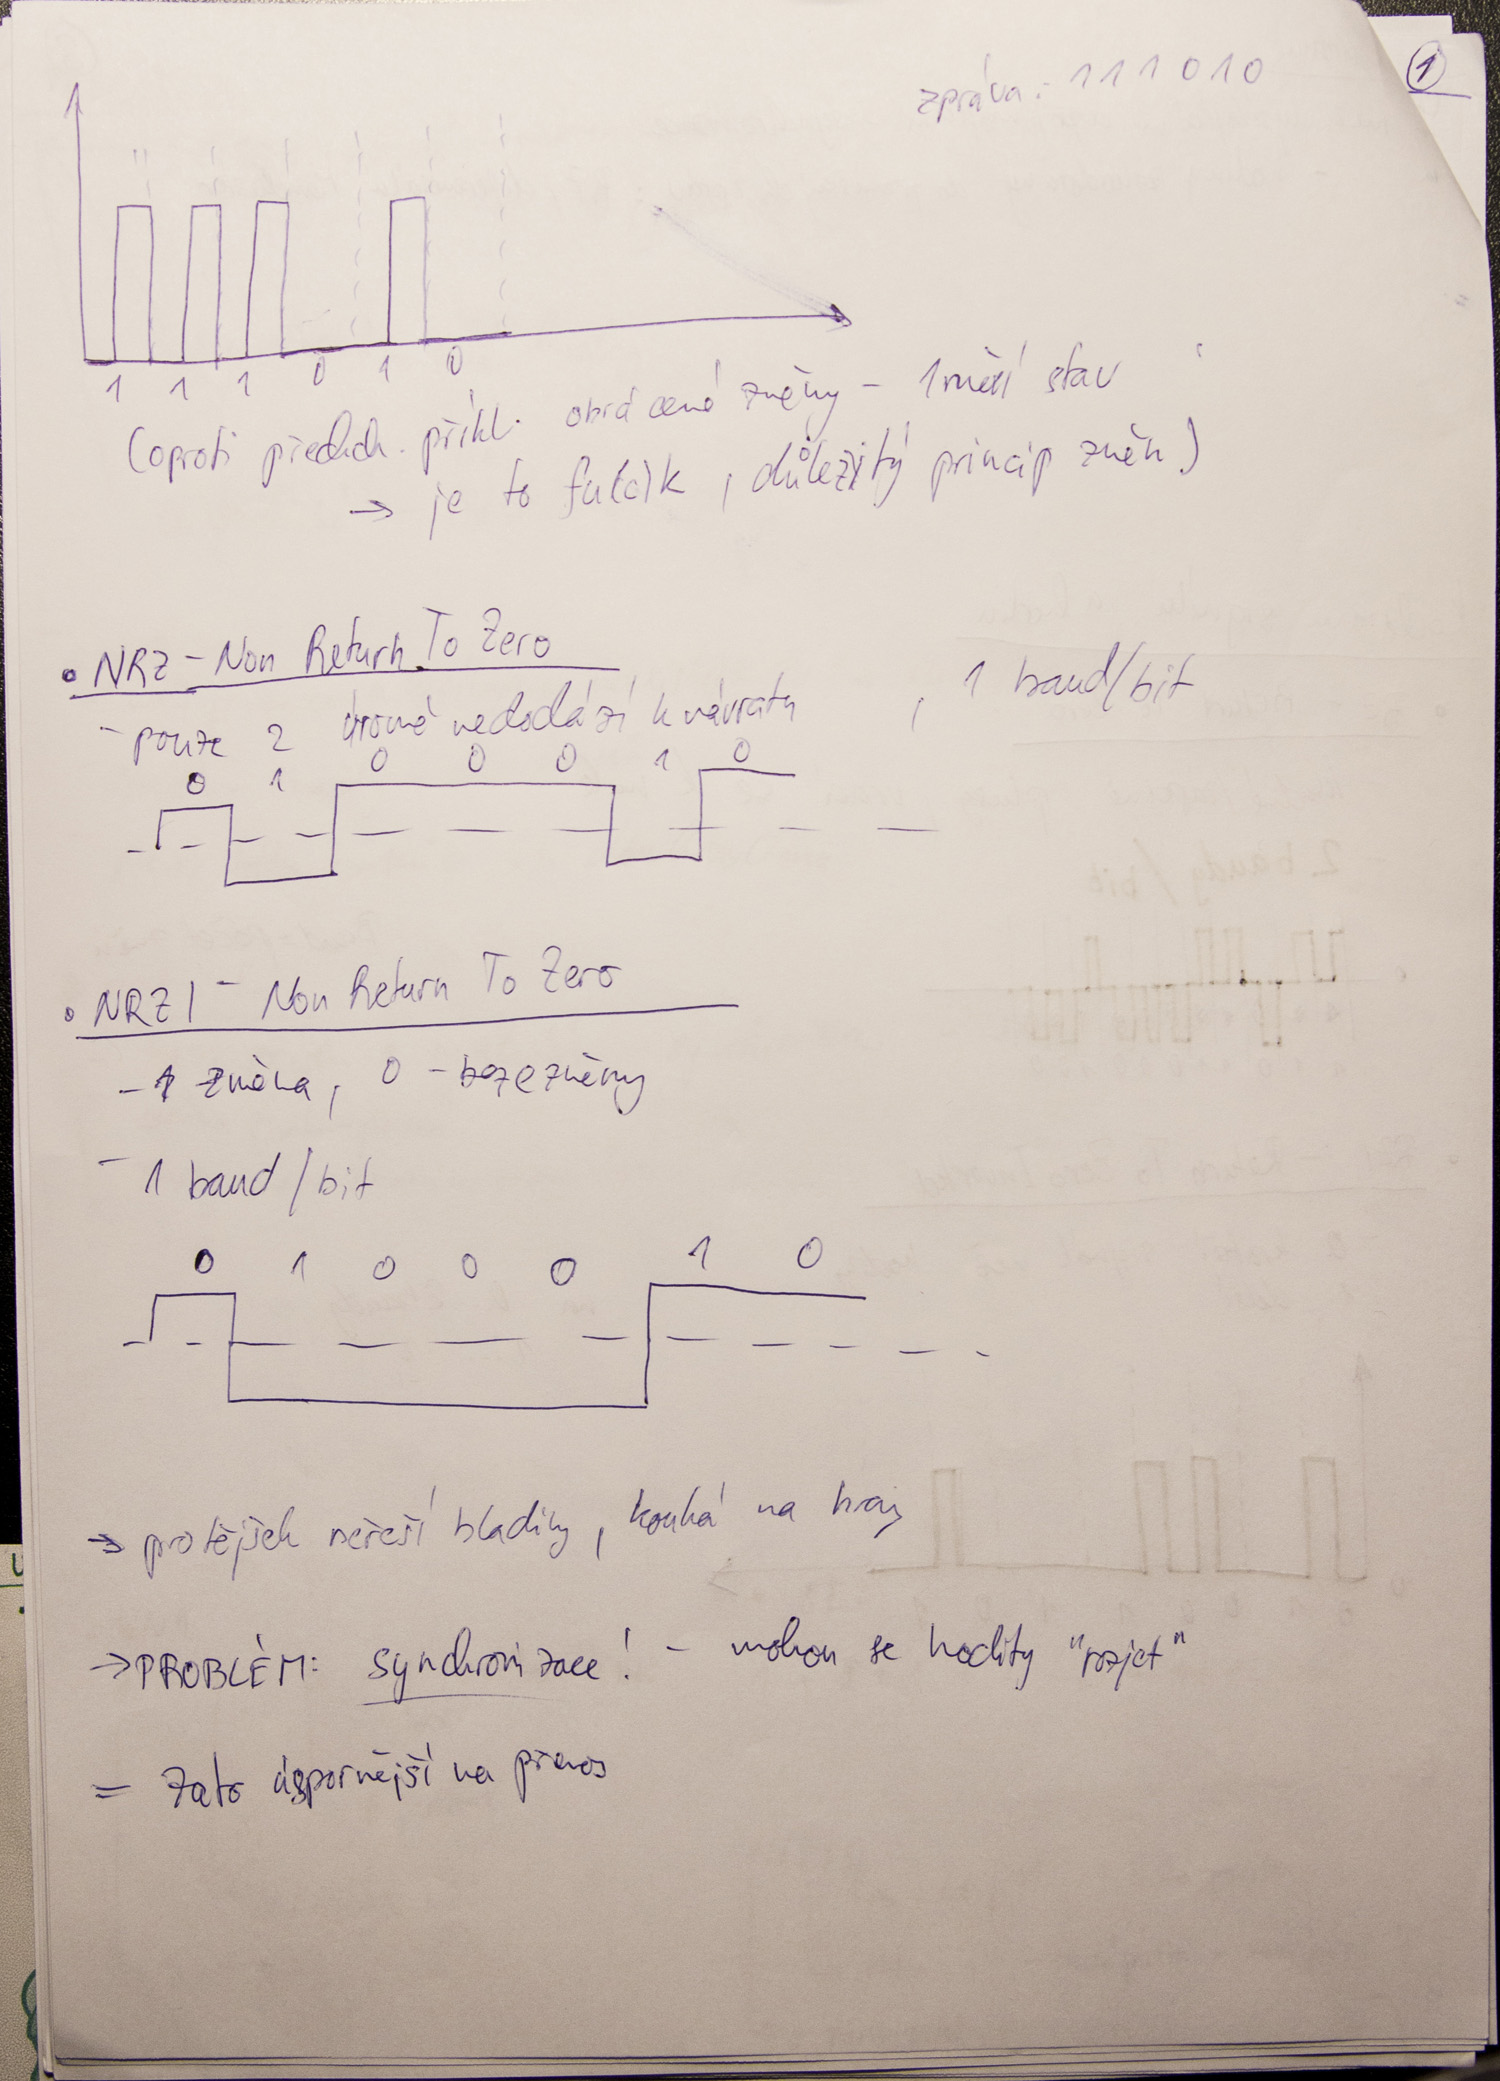 1
zpráva: 111010
1 1 1 0 1 0
(oproti předch. příkl. obrácené změny – 1 mění stav
→ je to fu(c)k, důležitý princip změn)
• NRZ – Non Return To Zero
- pouze 2 úrovně nedochází k návratu , 1 baud/bit
0 1 0 0 0 1 0
• NRZI – Non Return To Zero
- 1 změna, 0 - beze změny
- 1 baud/bit
0 1 0 0 0 1 0
→ protějšek neřeší hladiny, kouká na hrany
→ PROBLÉM: synchronizace! – mohou se hodiny "rozjet"
= Zato úspornější na přenos